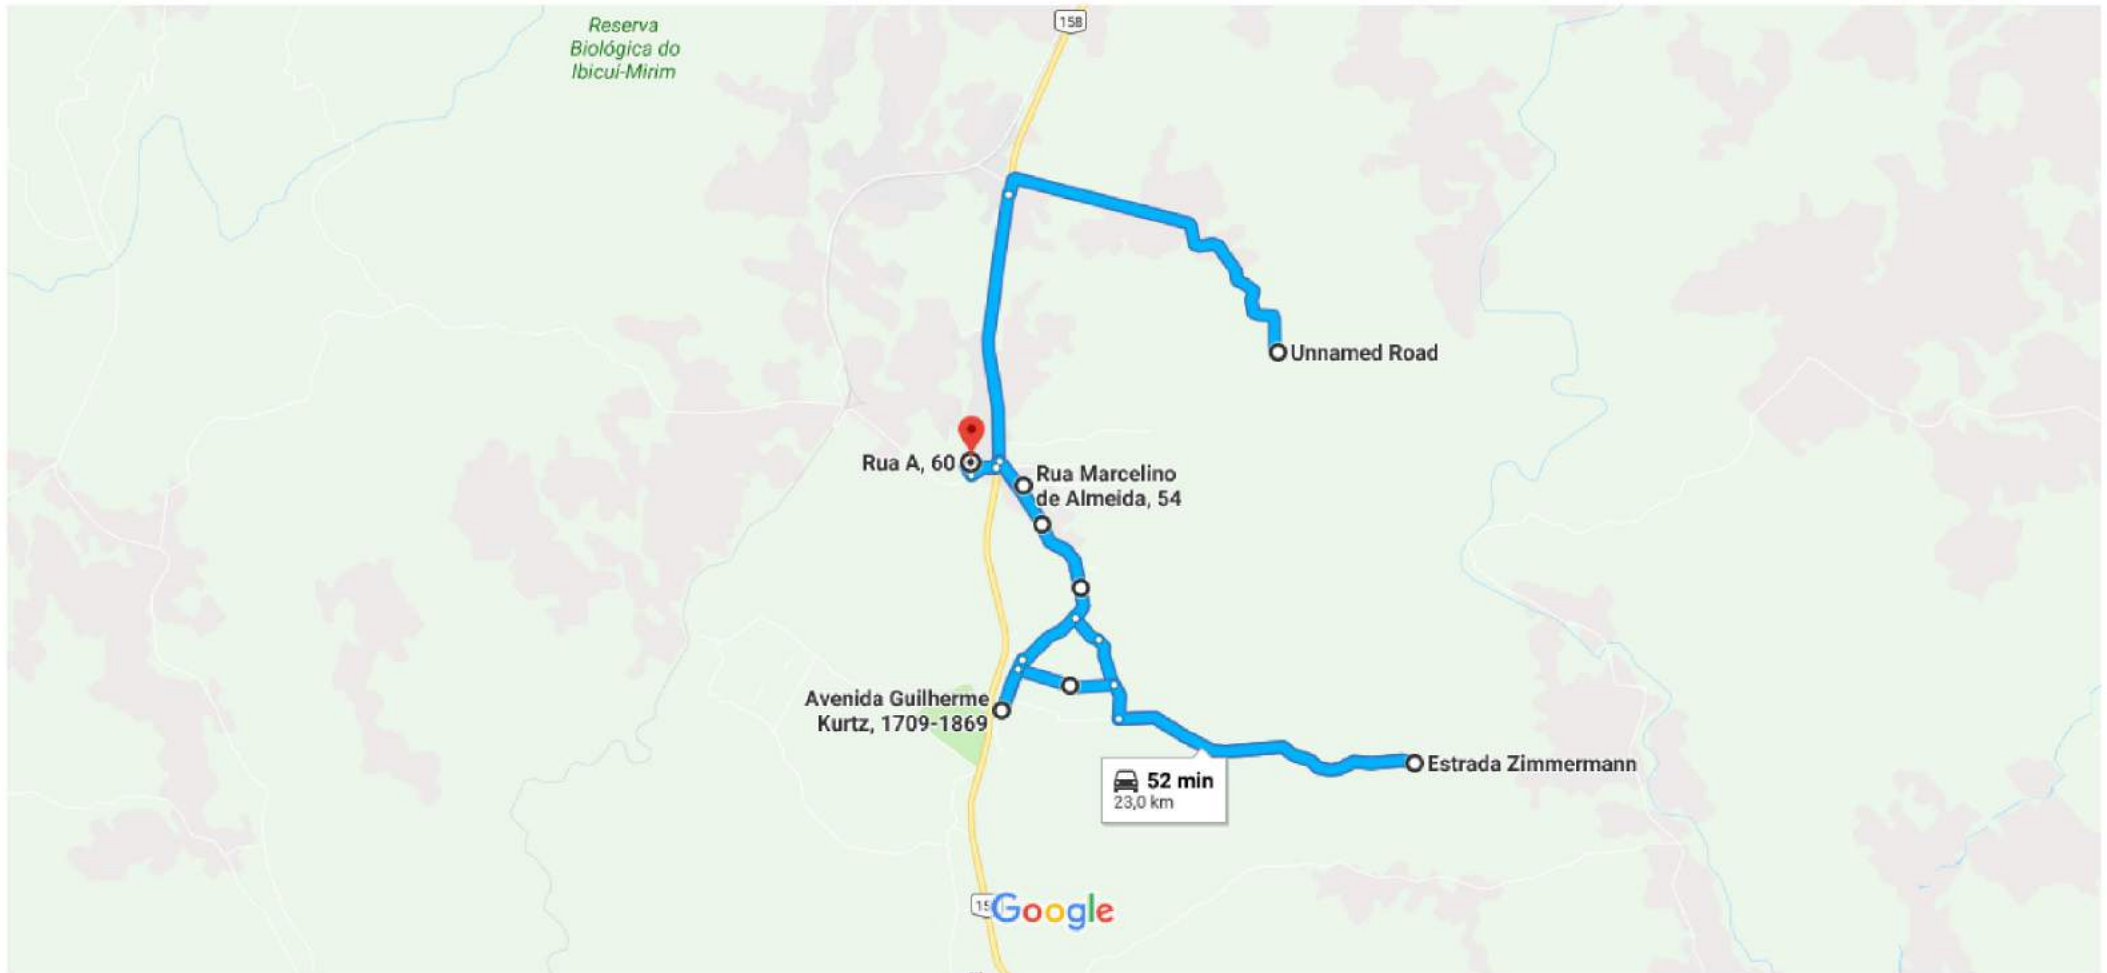 Reserva
Biológica do
Ibicuí-Mirim
158
Unnamed Road
Rua A, 60
Rua Marcelino
de Almeida, 54
Avenida Guilherme
Kurtz, 1709-1869
Estrada Zimmermann
52 min
23,0 km
Google